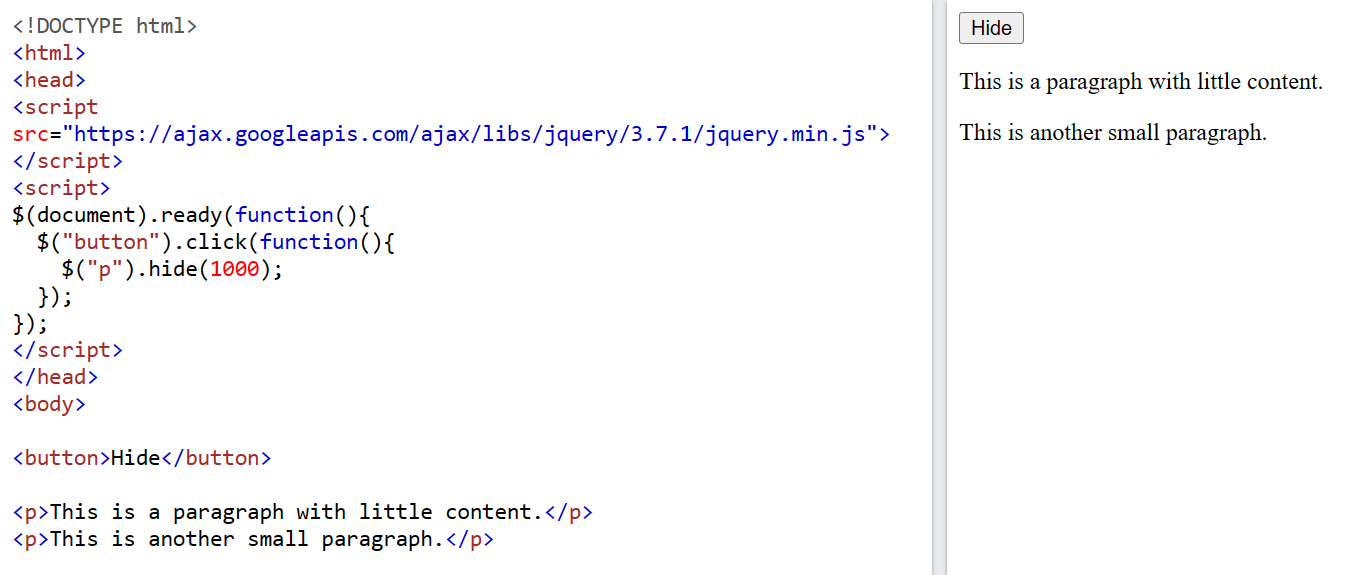 <!DOCTYPE html>
<html>
<head>
<script
src="https://ajax.googleapis.com/ajax/libs/jquery/3.7.1/jquery.min.js">
</script>
<script>
$(document).ready(function(){
  $("button").click(function(){
    $("p").hide(1000);
  });
});
</script>
</head>
<body>

<button>Hide</button>

<p>This is a paragraph with little content.</p>
<p>This is another small paragraph.</p>
Hide
This is a paragraph with little content.
This is another small paragraph.